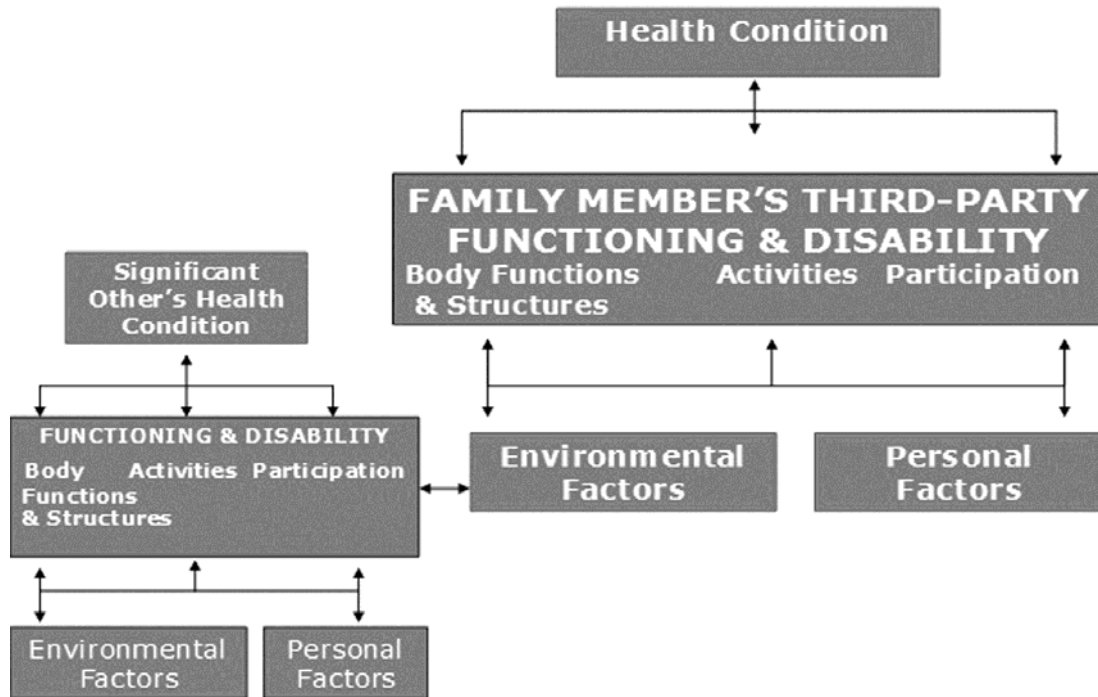 Health Condition
FAMILY MEMBER’S THIRD-PARTY
FUNCTIONING & DISABILITY
Body Functions Activities Participation
& Structures
Significant
Other’s Health
Condition
FUNCTIONING & DISABILITY
Body Activities Participation
Functions
& Structures
Environmental
Factors
Personal
Factors
Environmental
Factors
Personal
Factors